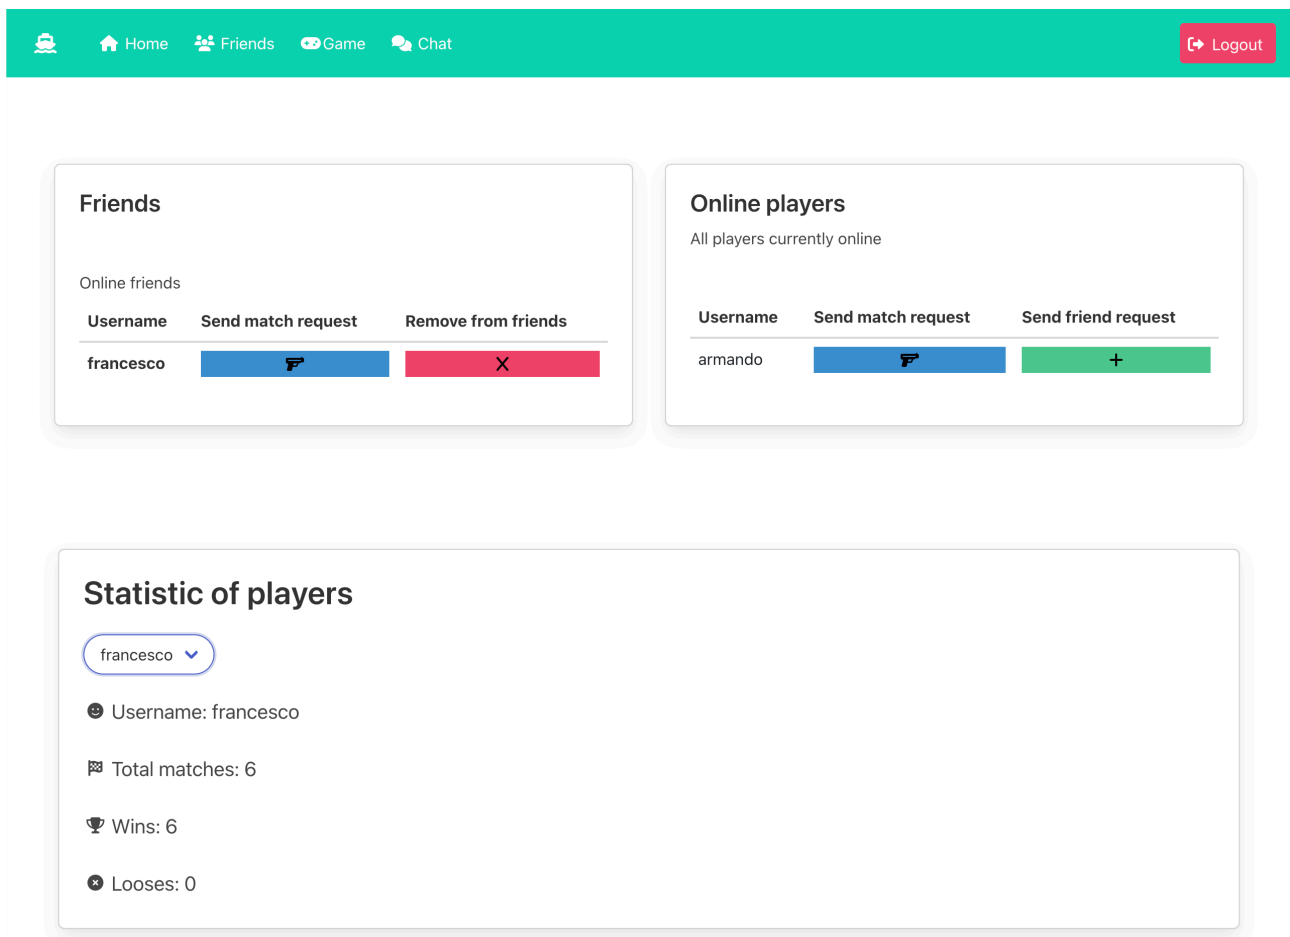 Home Friends Game Chat Logout
Friends
Online friends
Username Send match request Remove from friends
francesco
Online players
All players currently online
Username Send match request Send friend request
armando
Statistic of players
francesco
Username: francesco
Total matches: 6
Wins: 6
Looses: 0